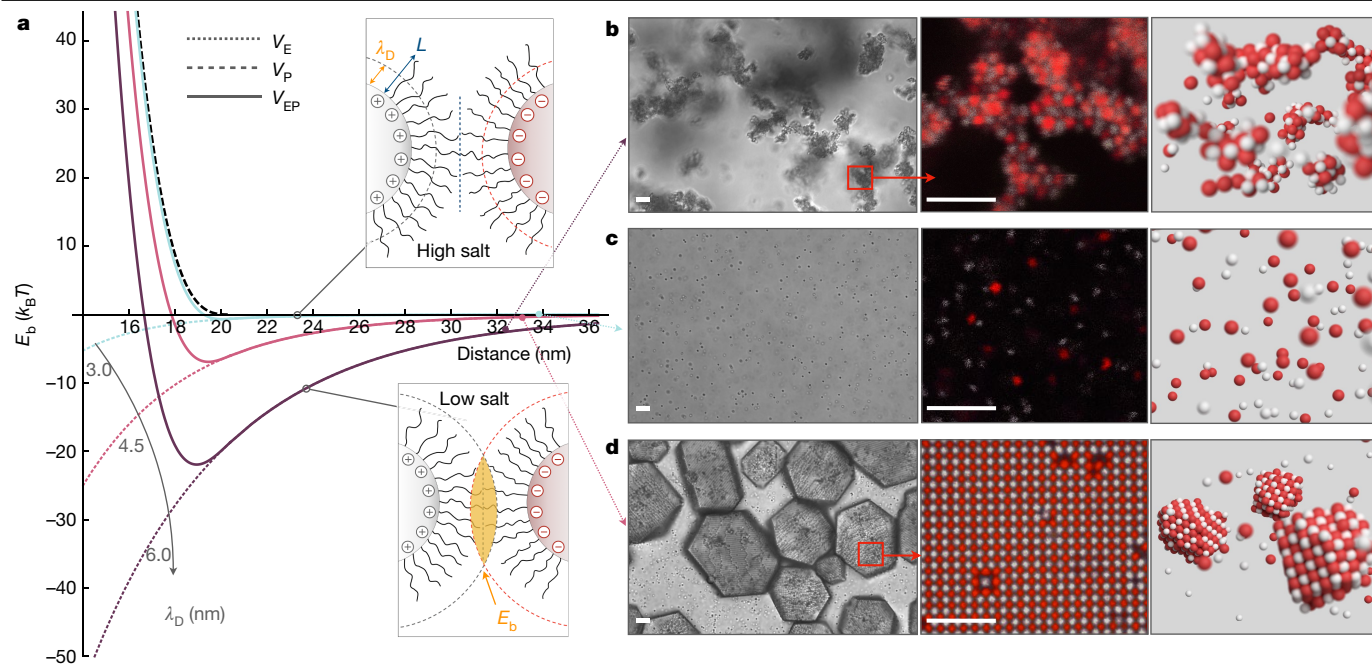 a
40
30
20
10
−10
−20
−30
−40
−50
E_b (k_BT)
V_E
V_P
V_EP
16 18 20 22 24 26 28 30 32 34 36
Distance (nm)
3.0
4.5
6.0
λ_D (nm)
λ_D L
+ + + + +
− − − − −
High salt
Low salt
+ + + + +
− − − − −
E_b
b
c
d